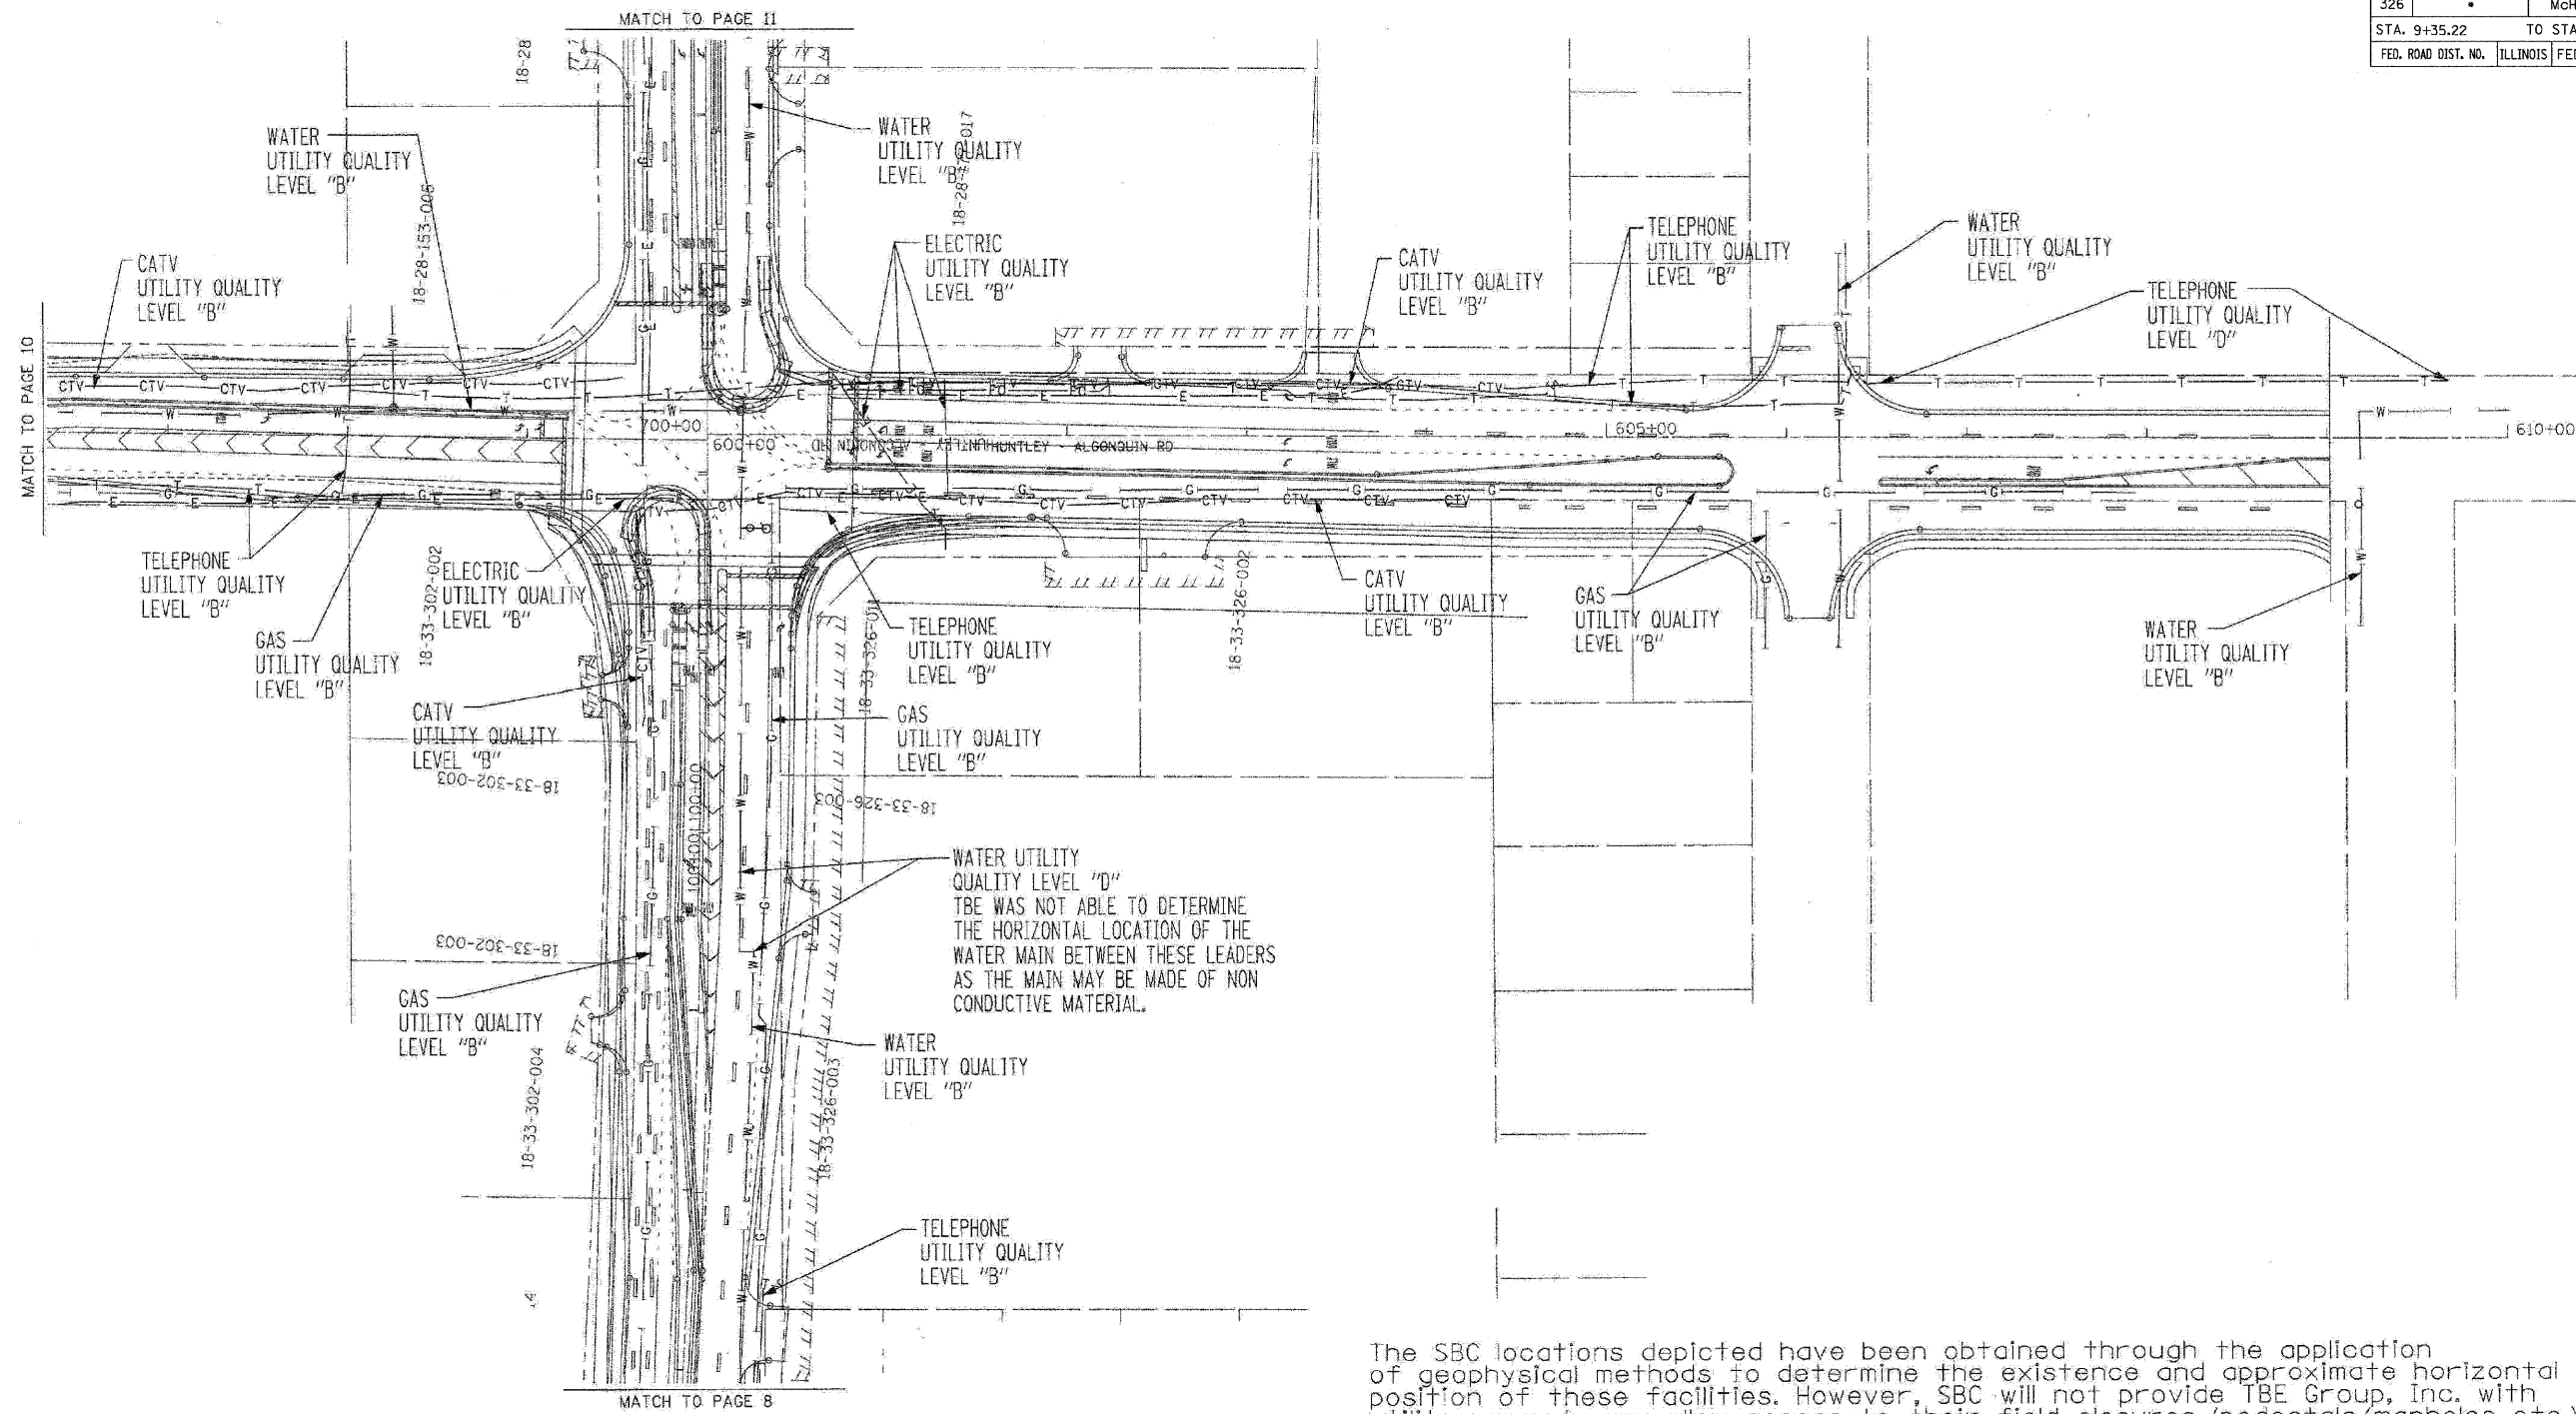 MATCH TO PAGE 11
326 * McH
STA. 9+35.22 TO STA
FED. ROAD DIST. NO. ILLINOIS FED
18-28
WATER
UTILITY QUALITY
LEVEL "B"
WATER
UTILITY QUALITY
LEVEL "B"
18-28-153-005
CATV
UTILITY QUALITY
LEVEL "B"
ELECTRIC
UTILITY QUALITY
LEVEL "B"
CATV
UTILITY QUALITY
LEVEL "B"
TELEPHONE
UTILITY QUALITY
LEVEL "B"
WATER
UTILITY QUALITY
LEVEL "B"
TELEPHONE
UTILITY QUALITY
LEVEL "D"
MATCH TO PAGE 10
700+00
600+00
HUNTLEY - ALGONQUIN RD
605+00
610+00
TELEPHONE
UTILITY QUALITY
LEVEL "B"
18-33-302-002
ELECTRIC
UTILITY QUALITY
LEVEL "B"
GAS
UTILITY QUALITY
LEVEL "B"
TELEPHONE
UTILITY QUALITY
LEVEL "B"
18-33-326-011
18-33-326-002
CATV
UTILITY QUALITY
LEVEL "B"
GAS
UTILITY QUALITY
LEVEL "B"
WATER
UTILITY QUALITY
LEVEL "B"
CATV
UTILITY QUALITY
LEVEL "B"
18-33-302-003
GAS
UTILITY QUALITY
LEVEL "B"
18-33-326-003
WATER UTILITY
QUALITY LEVEL "D"
TBE WAS NOT ABLE TO DETERMINE
THE HORIZONTAL LOCATION OF THE
WATER MAIN BETWEEN THESE LEADERS
AS THE MAIN MAY BE MADE OF NON
CONDUCTIVE MATERIAL.
18-33-302-003
GAS
UTILITY QUALITY
LEVEL "B"
WATER
UTILITY QUALITY
LEVEL "B"
18-33-302-004
18-33-326-003
TELEPHONE
UTILITY QUALITY
LEVEL "B"
MATCH TO PAGE 8
The SBC locations depicted have been obtained through the application
of geophysical methods to determine the existence and approximate horizontal
position of these facilities. However, SBC will not provide TBE Group, Inc. with